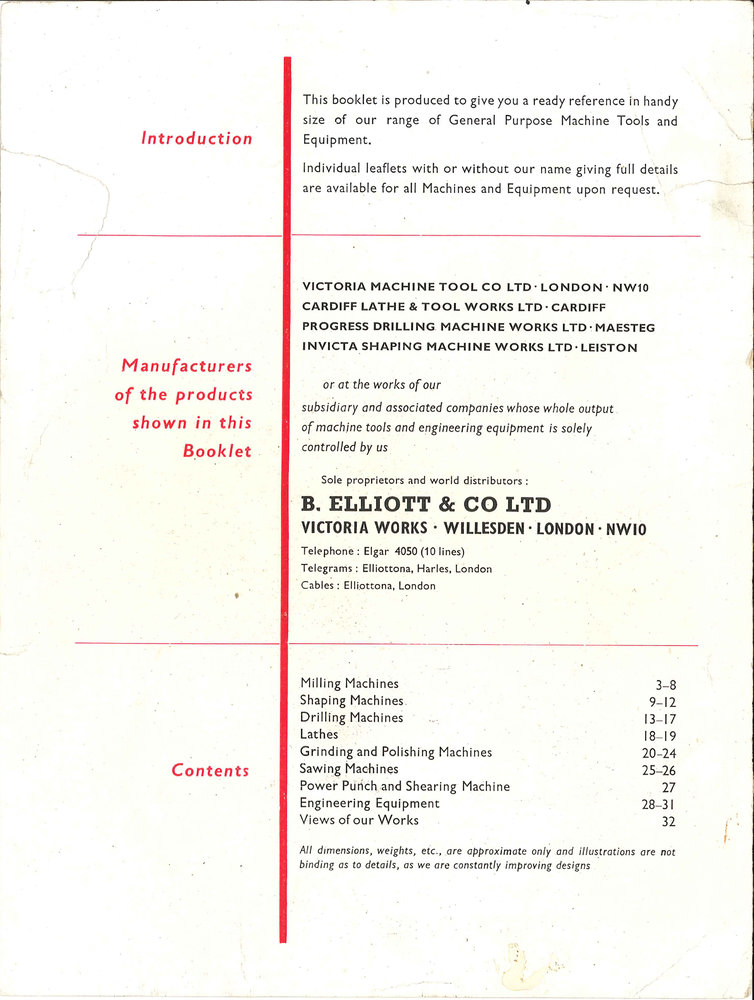 Introduction
This booklet is produced to give you a ready reference in handy
size of our range of General Purpose Machine Tools and
Equipment.
Individual leaflets with or without our name giving full details
are available for all Machines and Equipment upon request.
Manufacturers
of the products
shown in this
Booklet
VICTORIA MACHINE TOOL CO LTD · LONDON · NW10
CARDIFF LATHE & TOOL WORKS LTD · CARDIFF
PROGRESS DRILLING MACHINE WORKS LTD · MAESTEG
INVICTA SHAPING MACHINE WORKS LTD · LEISTON
or at the works of our
subsidiary and associated companies whose whole output
of machine tools and engineering equipment is solely
controlled by us
Sole proprietors and world distributors :
B. ELLIOTT & CO LTD
VICTORIA WORKS · WILLESDEN · LONDON · NW10
Telephone : Elgar 4050 (10 lines)
Telegrams : Elliottona, Harles, London
Cables : Elliottona, London
Contents
Milling Machines 3–8
Shaping Machines 9–12
Drilling Machines 13–17
Lathes 18–19
Grinding and Polishing Machines 20–24
Sawing Machines 25–26
Power Punch and Shearing Machine 27
Engineering Equipment 28–31
Views of our Works 32
All dimensions, weights, etc., are approximate only and illustrations are not
binding as to details, as we are constantly improving designs